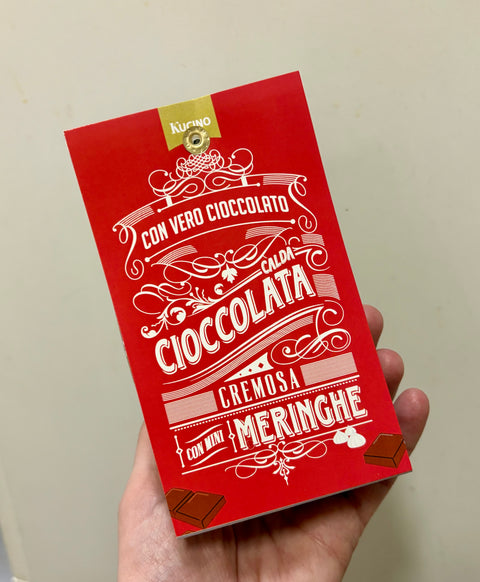 KUCINO
CON VERO CIOCCOLATO
CALDA
CIOCCOLATA
CREMOSA
CON MINI MERINGHE